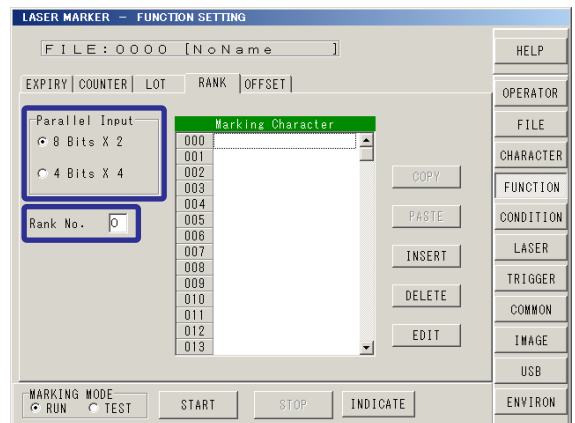 LASER MARKER – FUNCTION SETTING
FILE:0000 [NoName ]
EXPIRY COUNTER LOT RANK OFFSET
Parallel Input
8 Bits X 2
4 Bits X 4
Rank No. 0
Marking Character
000
001
002
003
004
005
006
007
008
009
010
011
012
013
COPY
PASTE
INSERT
DELETE
EDIT
HELP
OPERATOR
FILE
CHARACTER
FUNCTION
CONDITION
LASER
TRIGGER
COMMON
IMAGE
USB
ENVIRON
MARKING MODE
RUN TEST
START
STOP
INDICATE